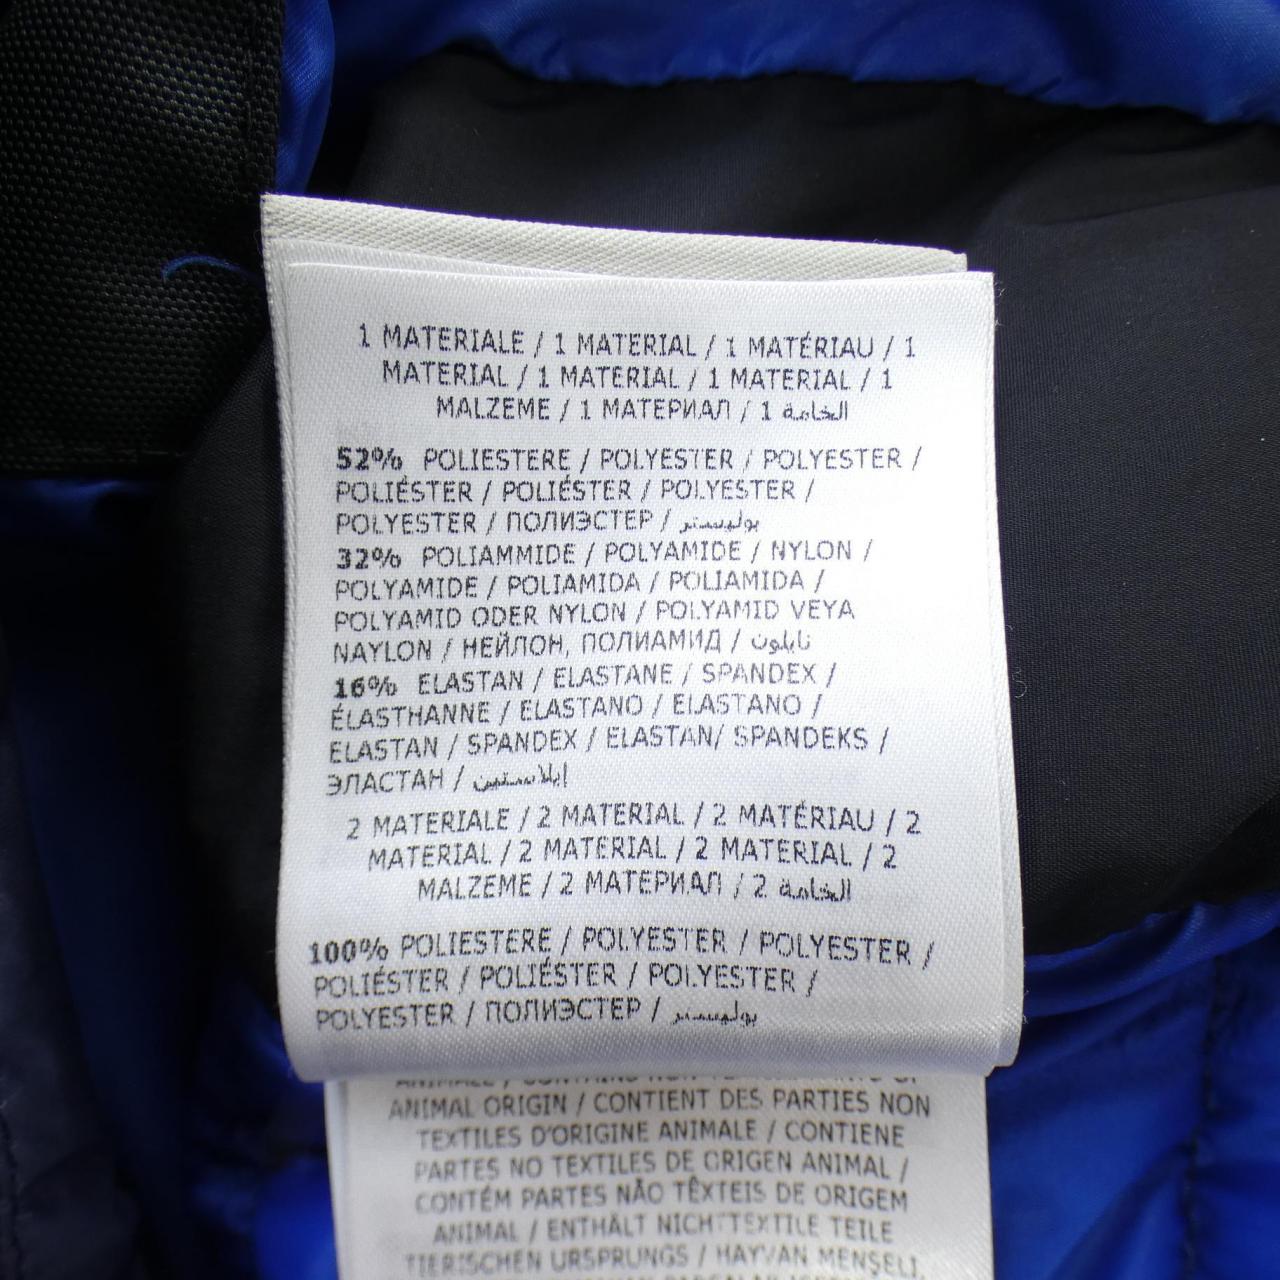 1 MATERIALE / 1 MATERIAL / 1 MATÉRIAU / 1
MATERIAL / 1 MATERIAL / 1 MATERIAL / 1
MALZEME / 1 МАТЕРИАЛ / 1 الخامة
52% POLIESTERE / POLYESTER / POLYESTER /
POLIÉSTER / POLIÉSTER / POLYESTER /
POLYESTER / ПОЛИЭСТЕР / بوليستر
32% POLIAMMIDE / POLYAMIDE / NYLON /
POLYAMIDE / POLIAMIDA / POLIAMIDA /
POLYAMID ODER NYLON / POLYAMID VEYA
NAYLON / НЕЙЛОН, ПОЛИАМИД / نايلون
16% ELASTAN / ELASTANE / SPANDEX /
ÉLASTHANNE / ELASTANO / ELASTANO /
ELASTAN / SPANDEX / ELASTAN/ SPANDEKS /
ЭЛАСТАН / إيلاستين
2 MATERIALE / 2 MATERIAL / 2 MATÉRIAU / 2
MATERIAL / 2 MATERIAL / 2 MATERIAL / 2
MALZEME / 2 МАТЕРИАЛ / 2 الخامة
100% POLIESTERE / POLYESTER / POLYESTER /
POLIÉSTER / POLIÉSTER / POLYESTER /
POLYESTER / ПОЛИЭСТЕР / بوليستر
ANIMAL ORIGIN / CONTIENT DES PARTIES NON
TEXTILES D'ORIGINE ANIMALE / CONTIENE
PARTES NO TEXTILES DE ORIGEN ANIMAL /
CONTÉM PARTES NÃO TÊXTEIS DE ORIGEM
ANIMAL / ENTHÄLT NICHTTEXTILE TEILE
TIERISCHEN URSPRUNGS / HAYVAN MENŞELİ,